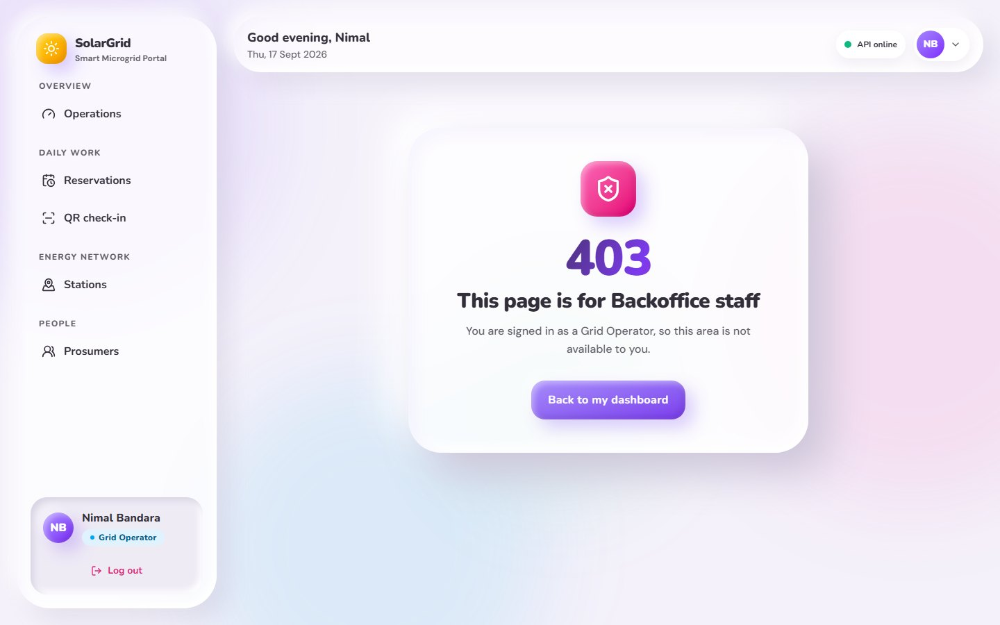 SolarGrid
Smart Microgrid Portal
OVERVIEW
Operations
DAILY WORK
Reservations
QR check-in
ENERGY NETWORK
Stations
PEOPLE
Prosumers
NB
Nimal Bandara
Grid Operator
Log out
Good evening, Nimal
Thu, 17 Sept 2026
API online
NB
403
This page is for Backoffice staff
You are signed in as a Grid Operator, so this area is not
available to you.
Back to my dashboard